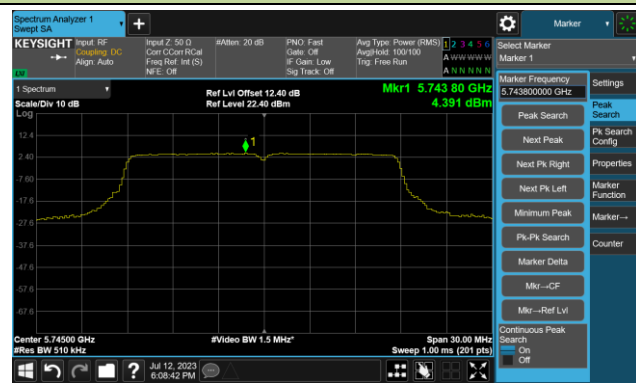 Spectrum Analyzer 1
Swept SA
Marker
KEYSIGHT
Input: RF
Coupling: DC
Align: Auto
Input Z: 50 Ω
Corr CCorr RCal
Freq Ref: Int (S)
NFE: Off
#Atten: 20 dB
PNO: Fast
Gate: Off
IF Gain: Low
Sig Track: Off
Avg Type: Power (RMS)
Avg|Hold: 100/100
Trig: Free Run
1 2 3 4 5 6
A W W W W W
A N N N N N
Select Marker
Marker 1
LXI
1 Spectrum
Scale/Div 10 dB
Log
Ref Lvl Offset 12.40 dB
Ref Level 22.40 dBm
Mkr1 5.743 80 GHz
4.391 dBm
1
12.4
2.40
-7.60
-17.6
-27.6
-37.6
-47.6
-57.6
-67.6
Center 5.74500 GHz
#Res BW 510 kHz
#Video BW 1.5 MHz*
Span 30.00 MHz
Sweep 1.00 ms (201 pts)
Marker Frequency
5.743800000 GHz
Peak Search
Next Peak
Next Pk Right
Next Pk Left
Minimum Peak
Pk-Pk Search
Marker Delta
Mkr→CF
Mkr→Ref Lvl
Continuous Peak
Search
On
Off
Settings
Peak
Search
Pk Search
Config
Properties
Marker
Function
Marker→
Counter
Jul 12, 2023
6:08:42 PM